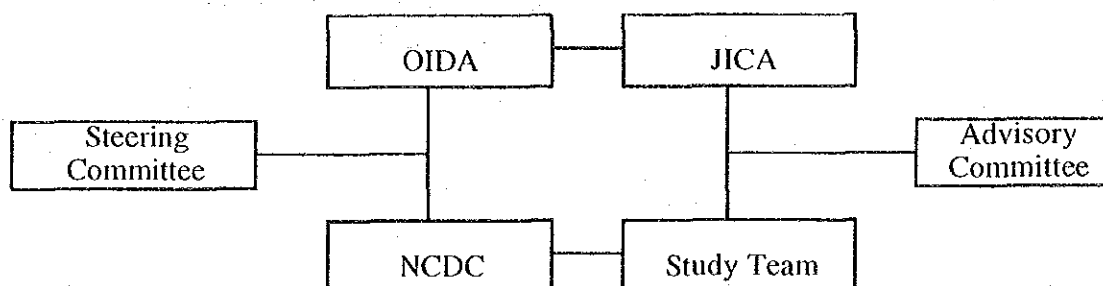 OIDA
JICA
Steering
Committee
Advisory
Committee
NCDC
Study Team